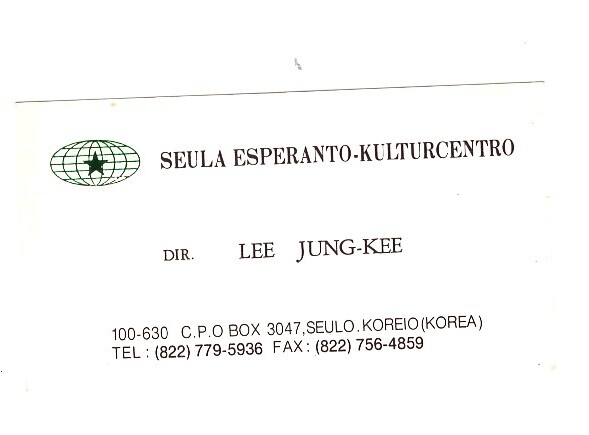 SEULA ESPERANTO-KULTURCENTRO
DIR. LEE JUNG-KEE
100-630 C.P.O BOX 3047,SEULO.KOREIO(KOREA)
TEL : (822) 779-5936 FAX : (822) 756-4859